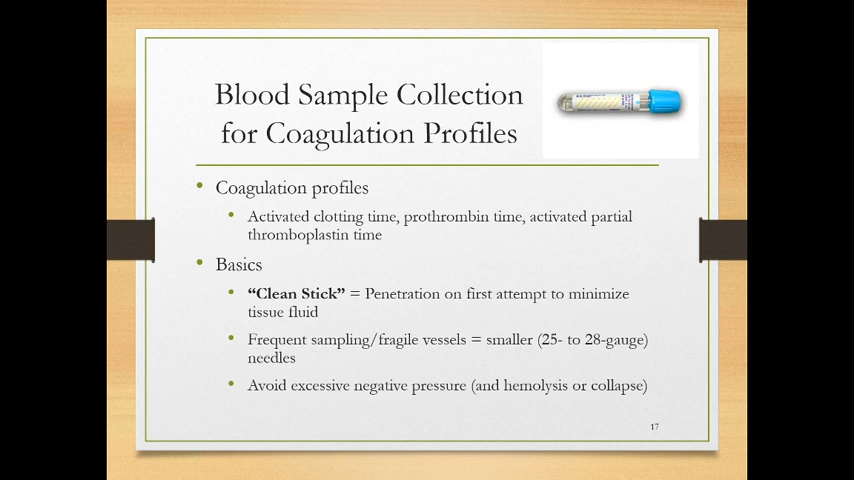 Blood Sample Collection
for Coagulation Profiles
Coagulation profiles
Activated clotting time, prothrombin time, activated partial
thromboplastin time
Basics
“Clean Stick” = Penetration on first attempt to minimize
tissue fluid
Frequent sampling/fragile vessels = smaller (25- to 28-gauge)
needles
Avoid excessive negative pressure (and hemolysis or collapse)
17